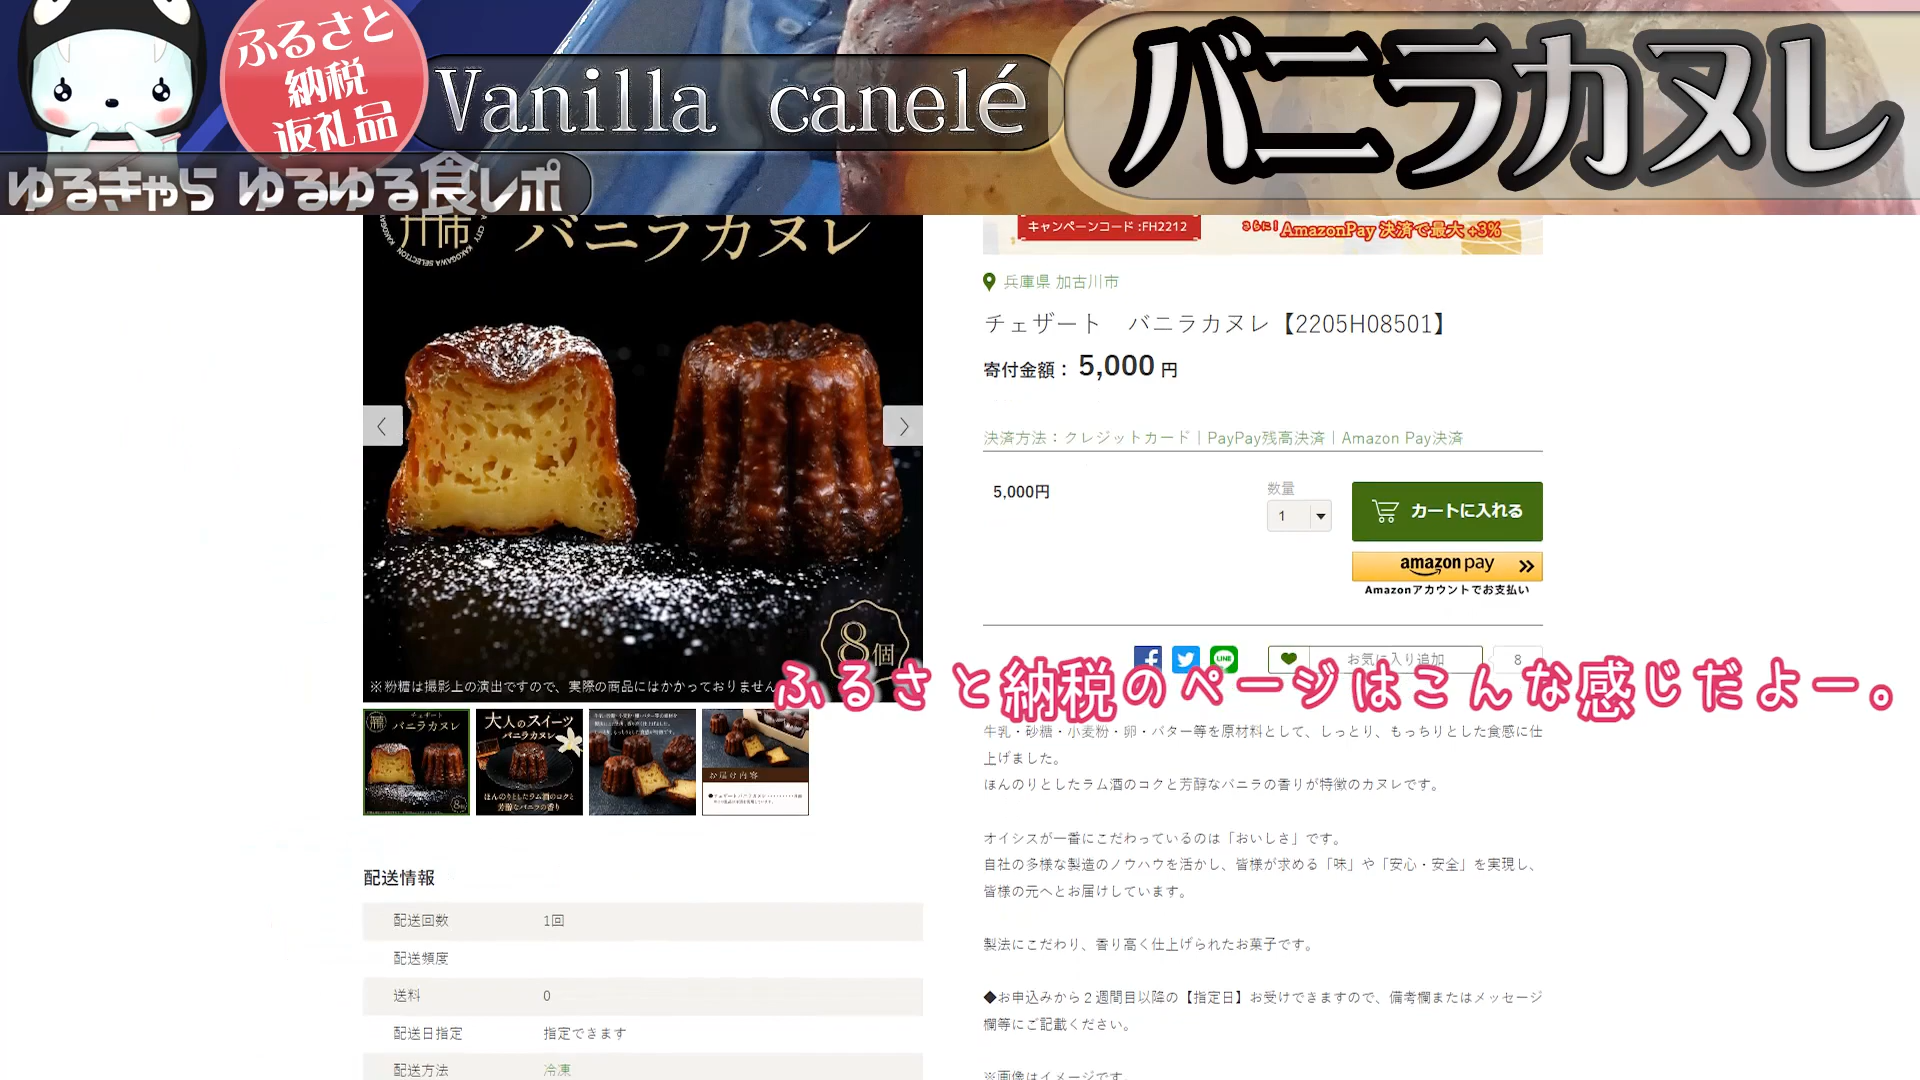 ふるさと
納税
返礼品
Vanilla canelé
バニラカヌレ
ゆるきゃら ゆるゆる食レポ
バニラカヌレ
8個
※粉糖は撮影上の演出ですので、実際の商品にはかかっておりません
キャンペーンコード :FH2212
さらに! AmazonPay 決済で最大 +3%
兵庫県 加古川市
チェザート　バニラカヌレ【2205H08501】
寄付金額： 5,000 円
決済方法：クレジットカード | PayPay残高決済 | Amazon Pay決済
5,000円
数量
1
カートに入れる
amazon pay
Amazonアカウントでお支払い
LINE
お気に入り追加
8
ふるさと納税のページはこんな感じだよー。
牛乳・砂糖・小麦粉・卵・バター等を原材料として、しっとり、もっちりとした食感に仕
上げました。
ほんのりとしたラム酒のコクと芳醇なバニラの香りが特徴のカヌレです。
オイシスが一番にこだわっているのは「おいしさ」です。
自社の多様な製造のノウハウを活かし、皆様が求める「味」や「安心・安全」を実現し、
皆様の元へとお届けしています。
製法にこだわり、香り高く仕上げられたお菓子です。
◆お申込みから２週間目以降の【指定日】お受けできますので、備考欄またはメッセージ
欄等にご記載ください。
※画像はイメージです。
チェザート
バニラカヌレ
大人のスイーツ
バニラカヌレ
ほんのりとしたラム酒のコクと
芳醇なバニラの香り
お届け内容
配送情報
配送回数 1回
配送頻度
送料 0
配送日指定 指定できます
配送方法 冷凍